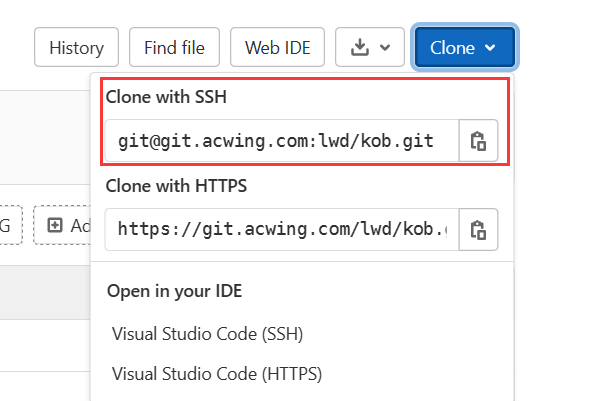 History Find file Web IDE Clone
Clone with SSH
git@git.acwing.com:lwd/kob.git
Clone with HTTPS
G Ad https://git.acwing.com/lwd/kob.
Open in your IDE
Visual Studio Code (SSH)
Visual Studio Code (HTTPS)